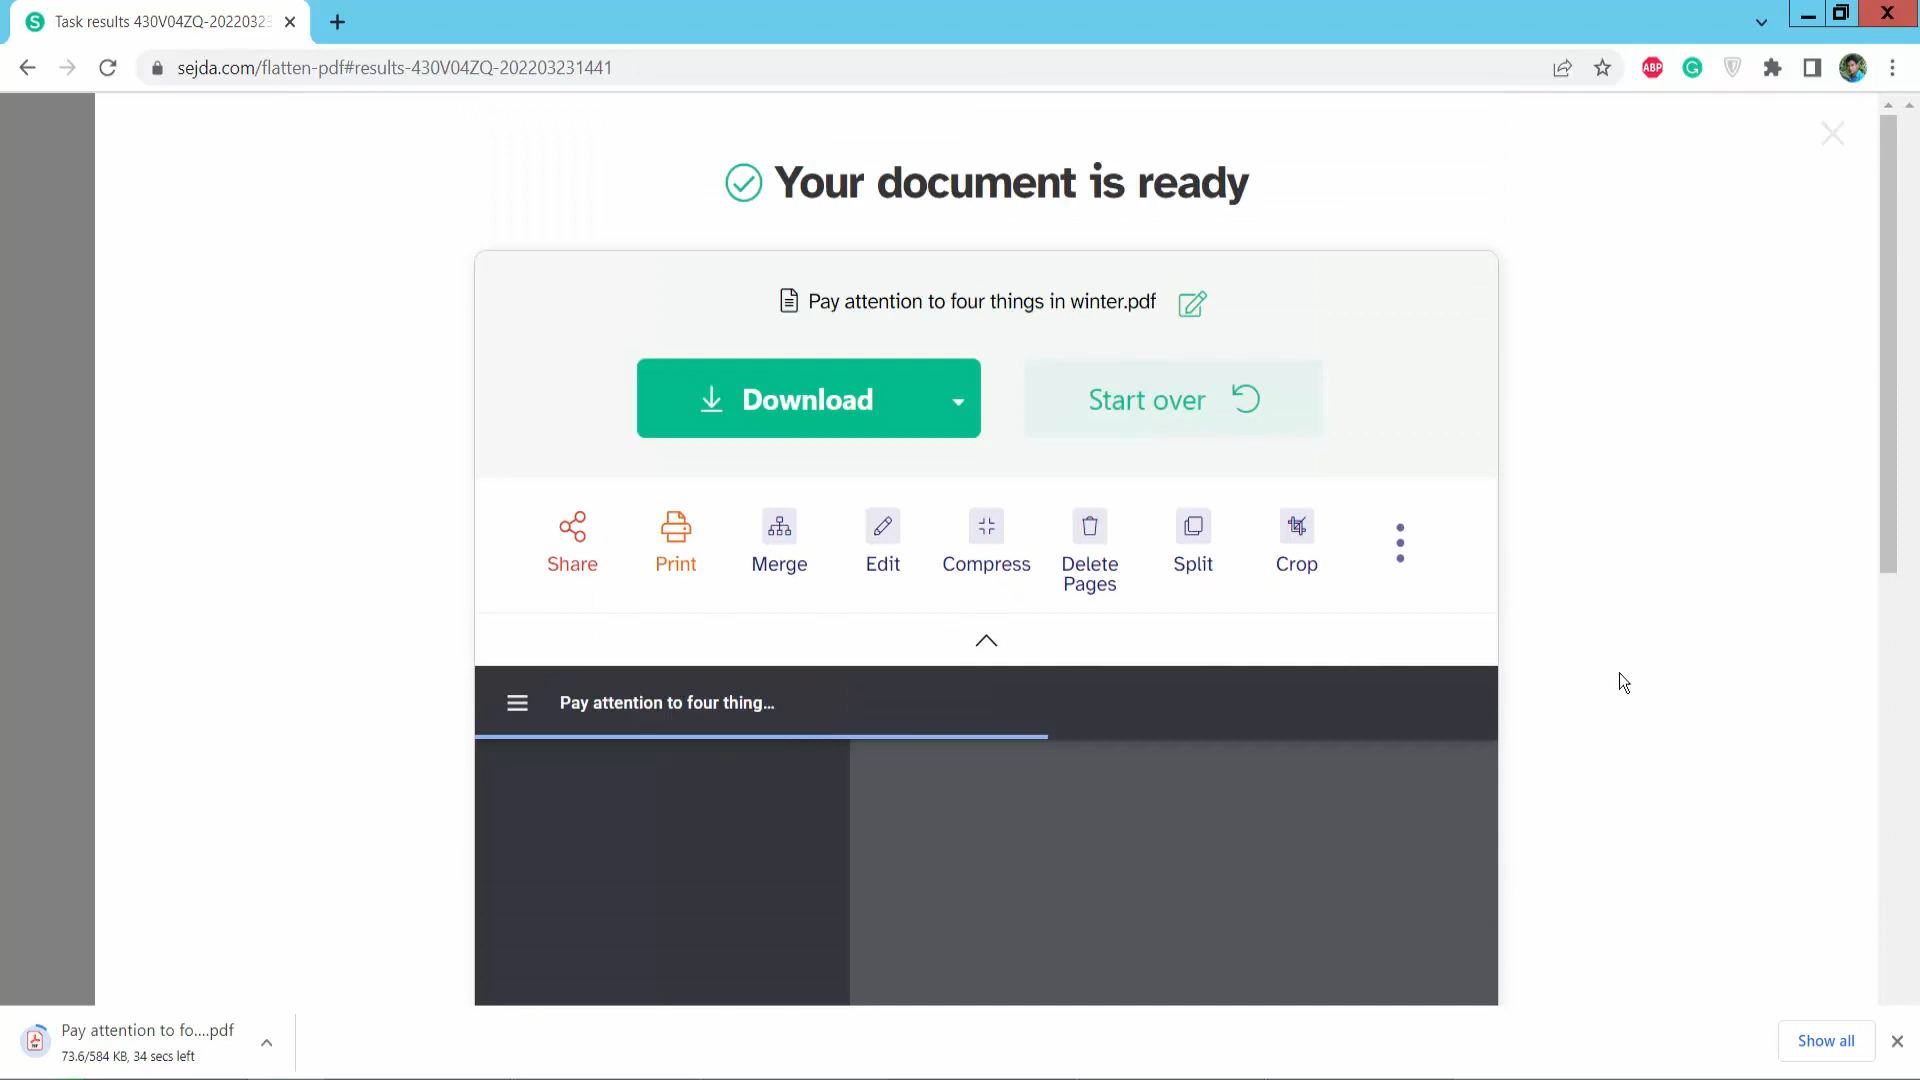 Task results 430V04ZQ-2022032
sejda.com/flatten-pdf#results-430V04ZQ-202203231441
ABP
Your document is ready
Pay attention to four things in winter.pdf
Download
Start over
Share
Print
Merge
Edit
Compress
Delete
Pages
Split
Crop
Pay attention to four thing...
Pay attention to fo....pdf
73.6/584 KB, 34 secs left
Show all